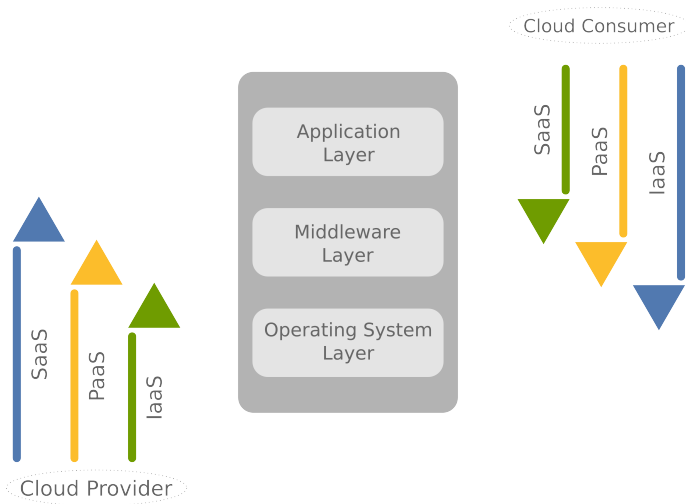 Cloud Consumer
SaaS
PaaS
IaaS
Application
Layer
Middleware
Layer
Operating System
Layer
SaaS
PaaS
IaaS
Cloud Provider